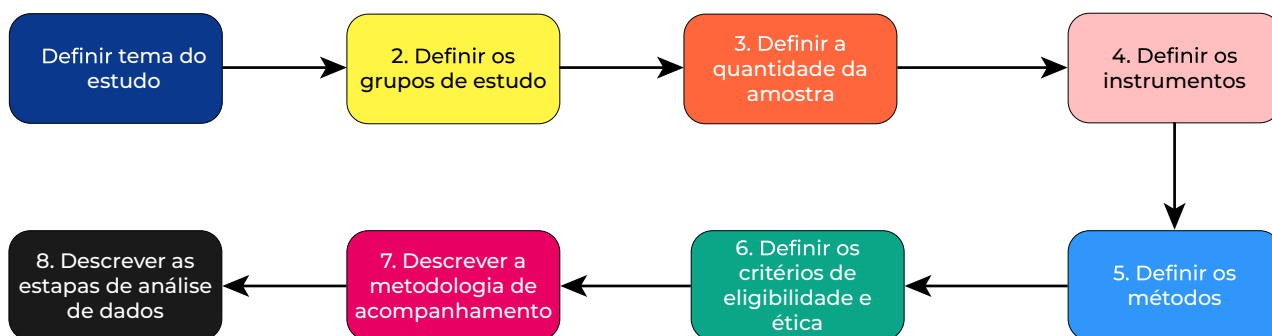 Definir tema do
estudo
2. Definir os
grupos de estudo
3. Definir a
quantidade da
amostra
4. Definir os
instrumentos
5. Definir os
métodos
6. Definir os
critérios de
eligibilidade e
ética
7. Descrever a
metodologia de
acompanhamento
8. Descrever as
estapas de análise
de dados